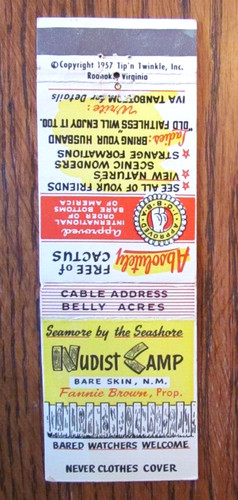 ©Copyright 1957 Tip'n Twinkle, Inc.
Roanoke, Virginia
Absolutely
FREE of
CACTUS
Approved
INTERNATIONAL
ORDER OF
BARE BOTTOMS
OF AMERICA
APPROVED
I.O.B.B.A.
★ SEE ALL OF YOUR FRIENDS
★ VIEW NATURE'S
SCENIC WONDERS
★ STRANGE FORMATIONS
Ladies: BRING YOUR HUSBAND
"OLD FAITHLESS" WILL ENJOY IT TOO.
Write:
IVA TANBOTTOM for Details
CABLE ADDRESS
BELLY ACRES
Seamore by the Seashore
NUDIST CAMP
BARE SKIN, N.M.
Fannie Brown, Prop.
BARED WATCHERS WELCOME
NEVER CLOTHES COVER